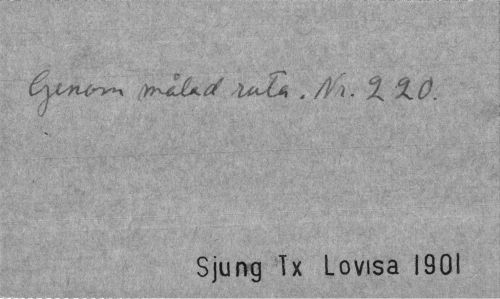 Genom målad ruta. Nr. 220.
Sjung Tx Lovisa 1901